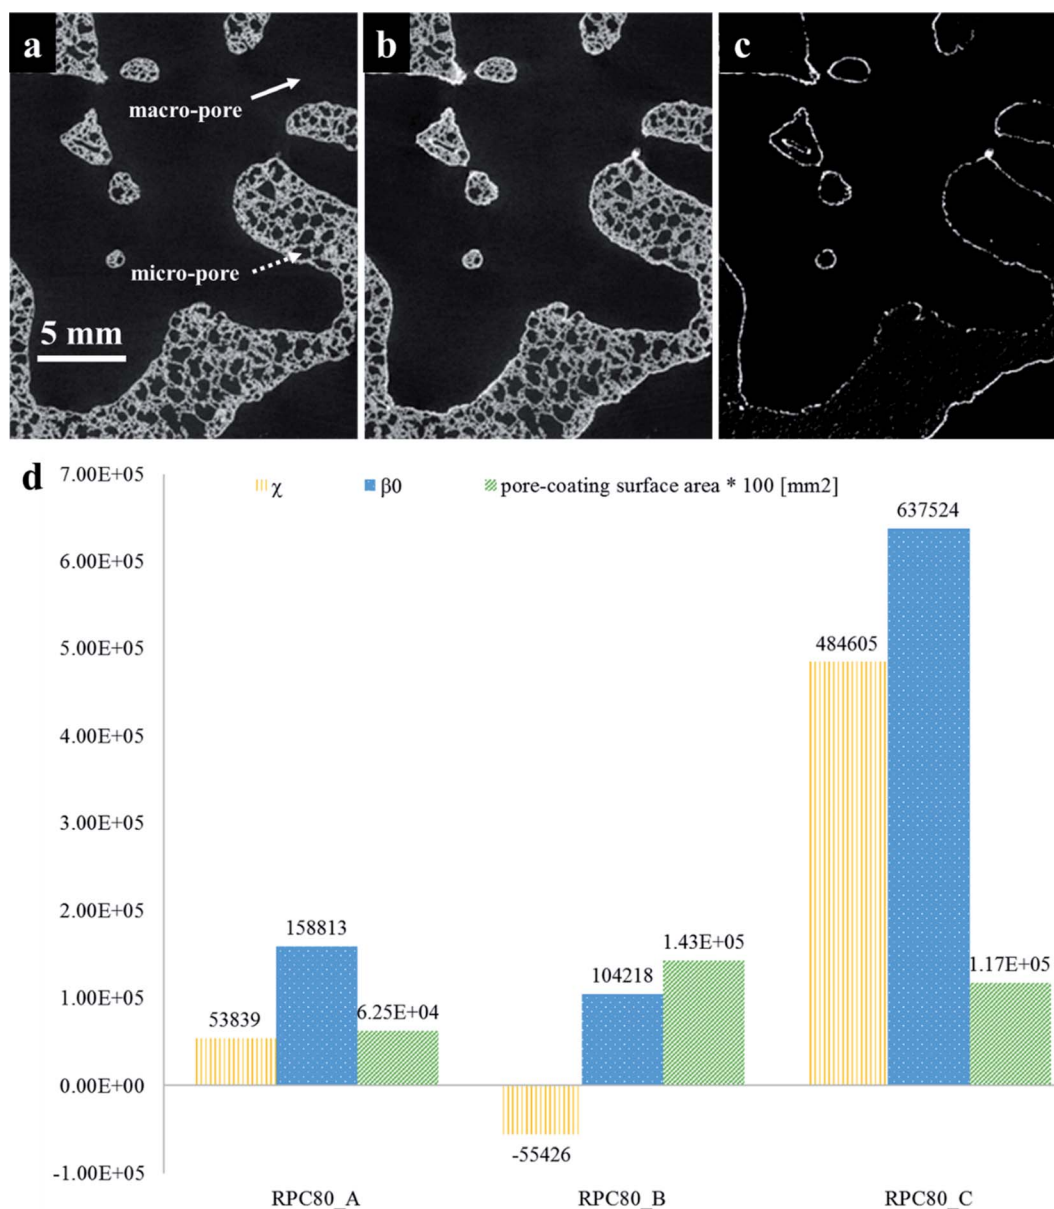 a
b
c
macro-pore
micro-pore
5 mm
d
χ
β0
pore-coating surface area * 100 [mm2]
7.00E+05
6.00E+05
5.00E+05
4.00E+05
3.00E+05
2.00E+05
1.00E+05
0.00E+00
-1.00E+05
53839
158813
6.25E+04
-55426
104218
1.43E+05
484605
637524
1.17E+05
RPC80_A
RPC80_B
RPC80_C